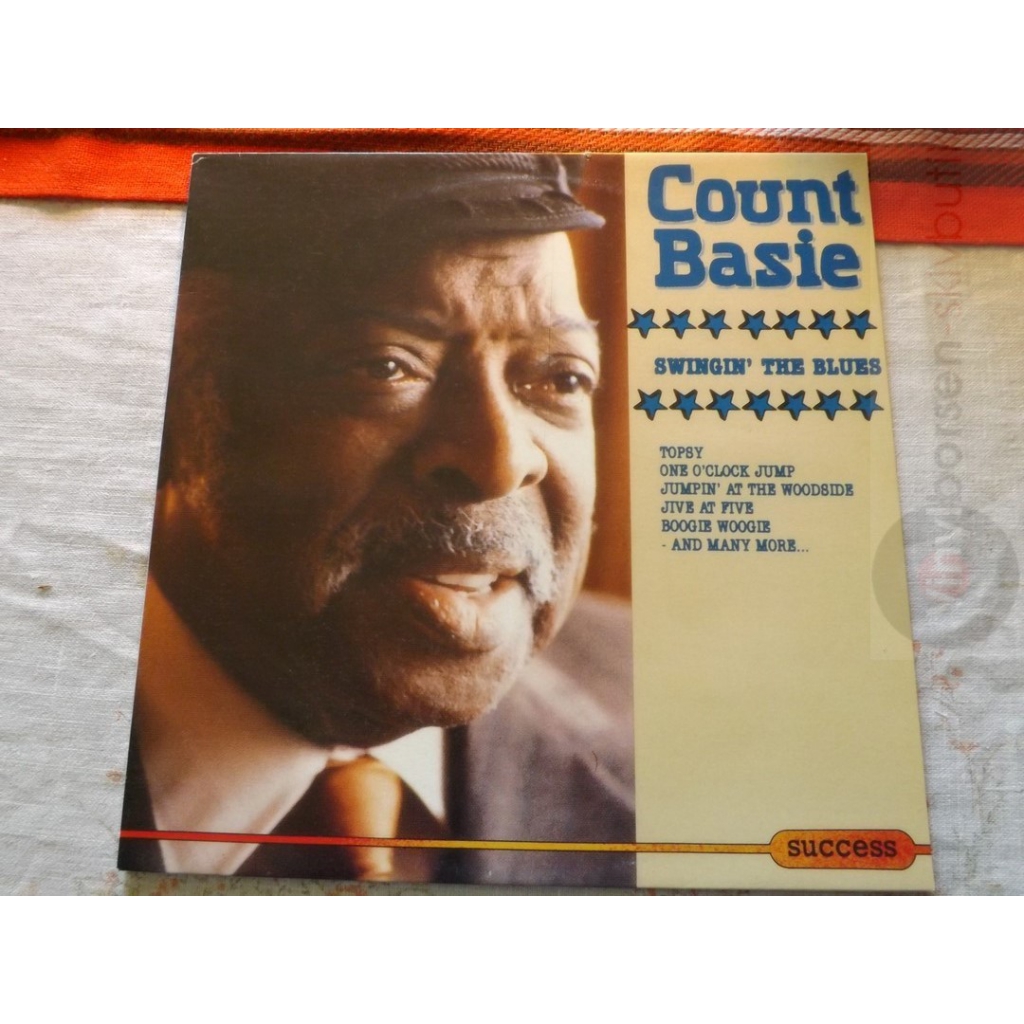 Count
Basie
SWINGIN' THE BLUES
TOPSY
ONE O'CLOCK JUMP
JUMPIN' AT THE WOODSIDE
JIVE AT FIVE
BOOGIE WOOGIE
- AND MANY MORE...
success